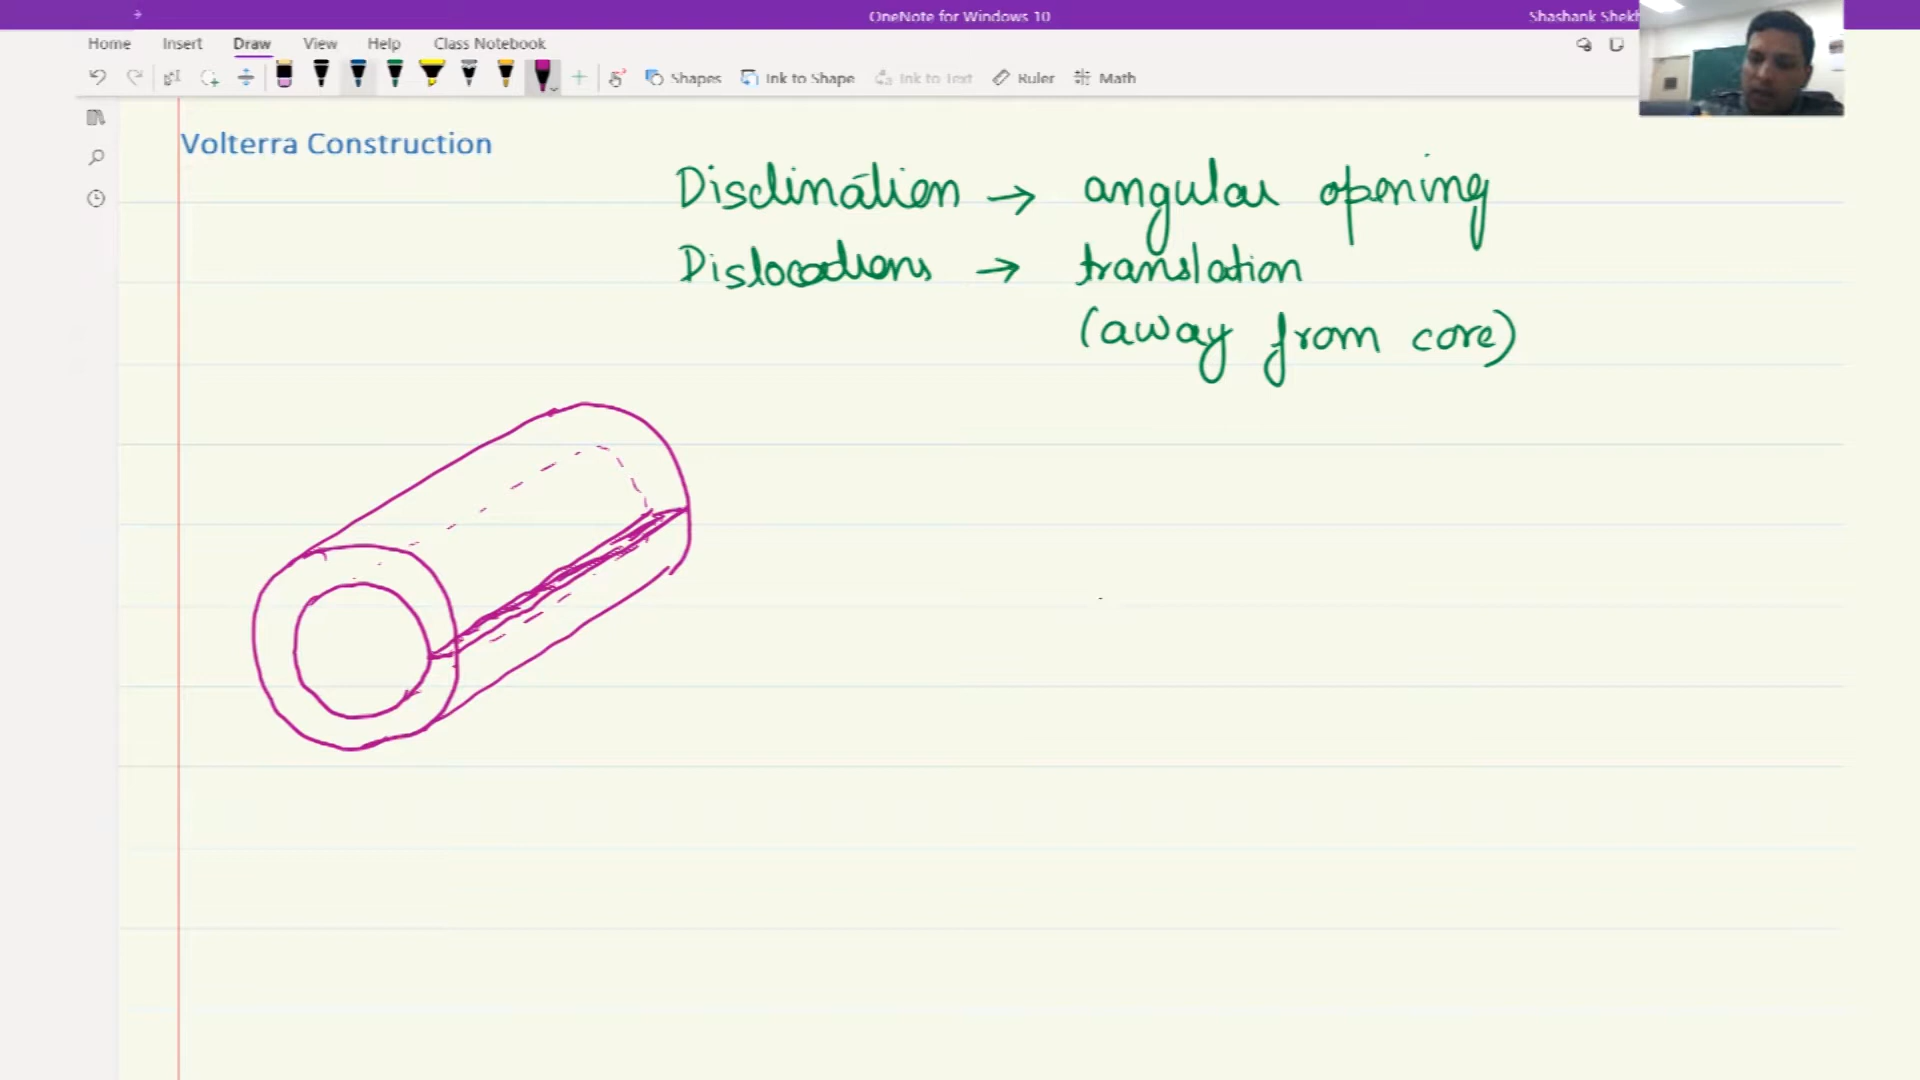 OneNote for Windows 10
Shashank Shekh
Home Insert Draw View Help Class Notebook
Shapes Ink to Shape Ink to Text Ruler Math
Volterra Construction
Disclination → angular opening
Dislocations → translation
(away from core)